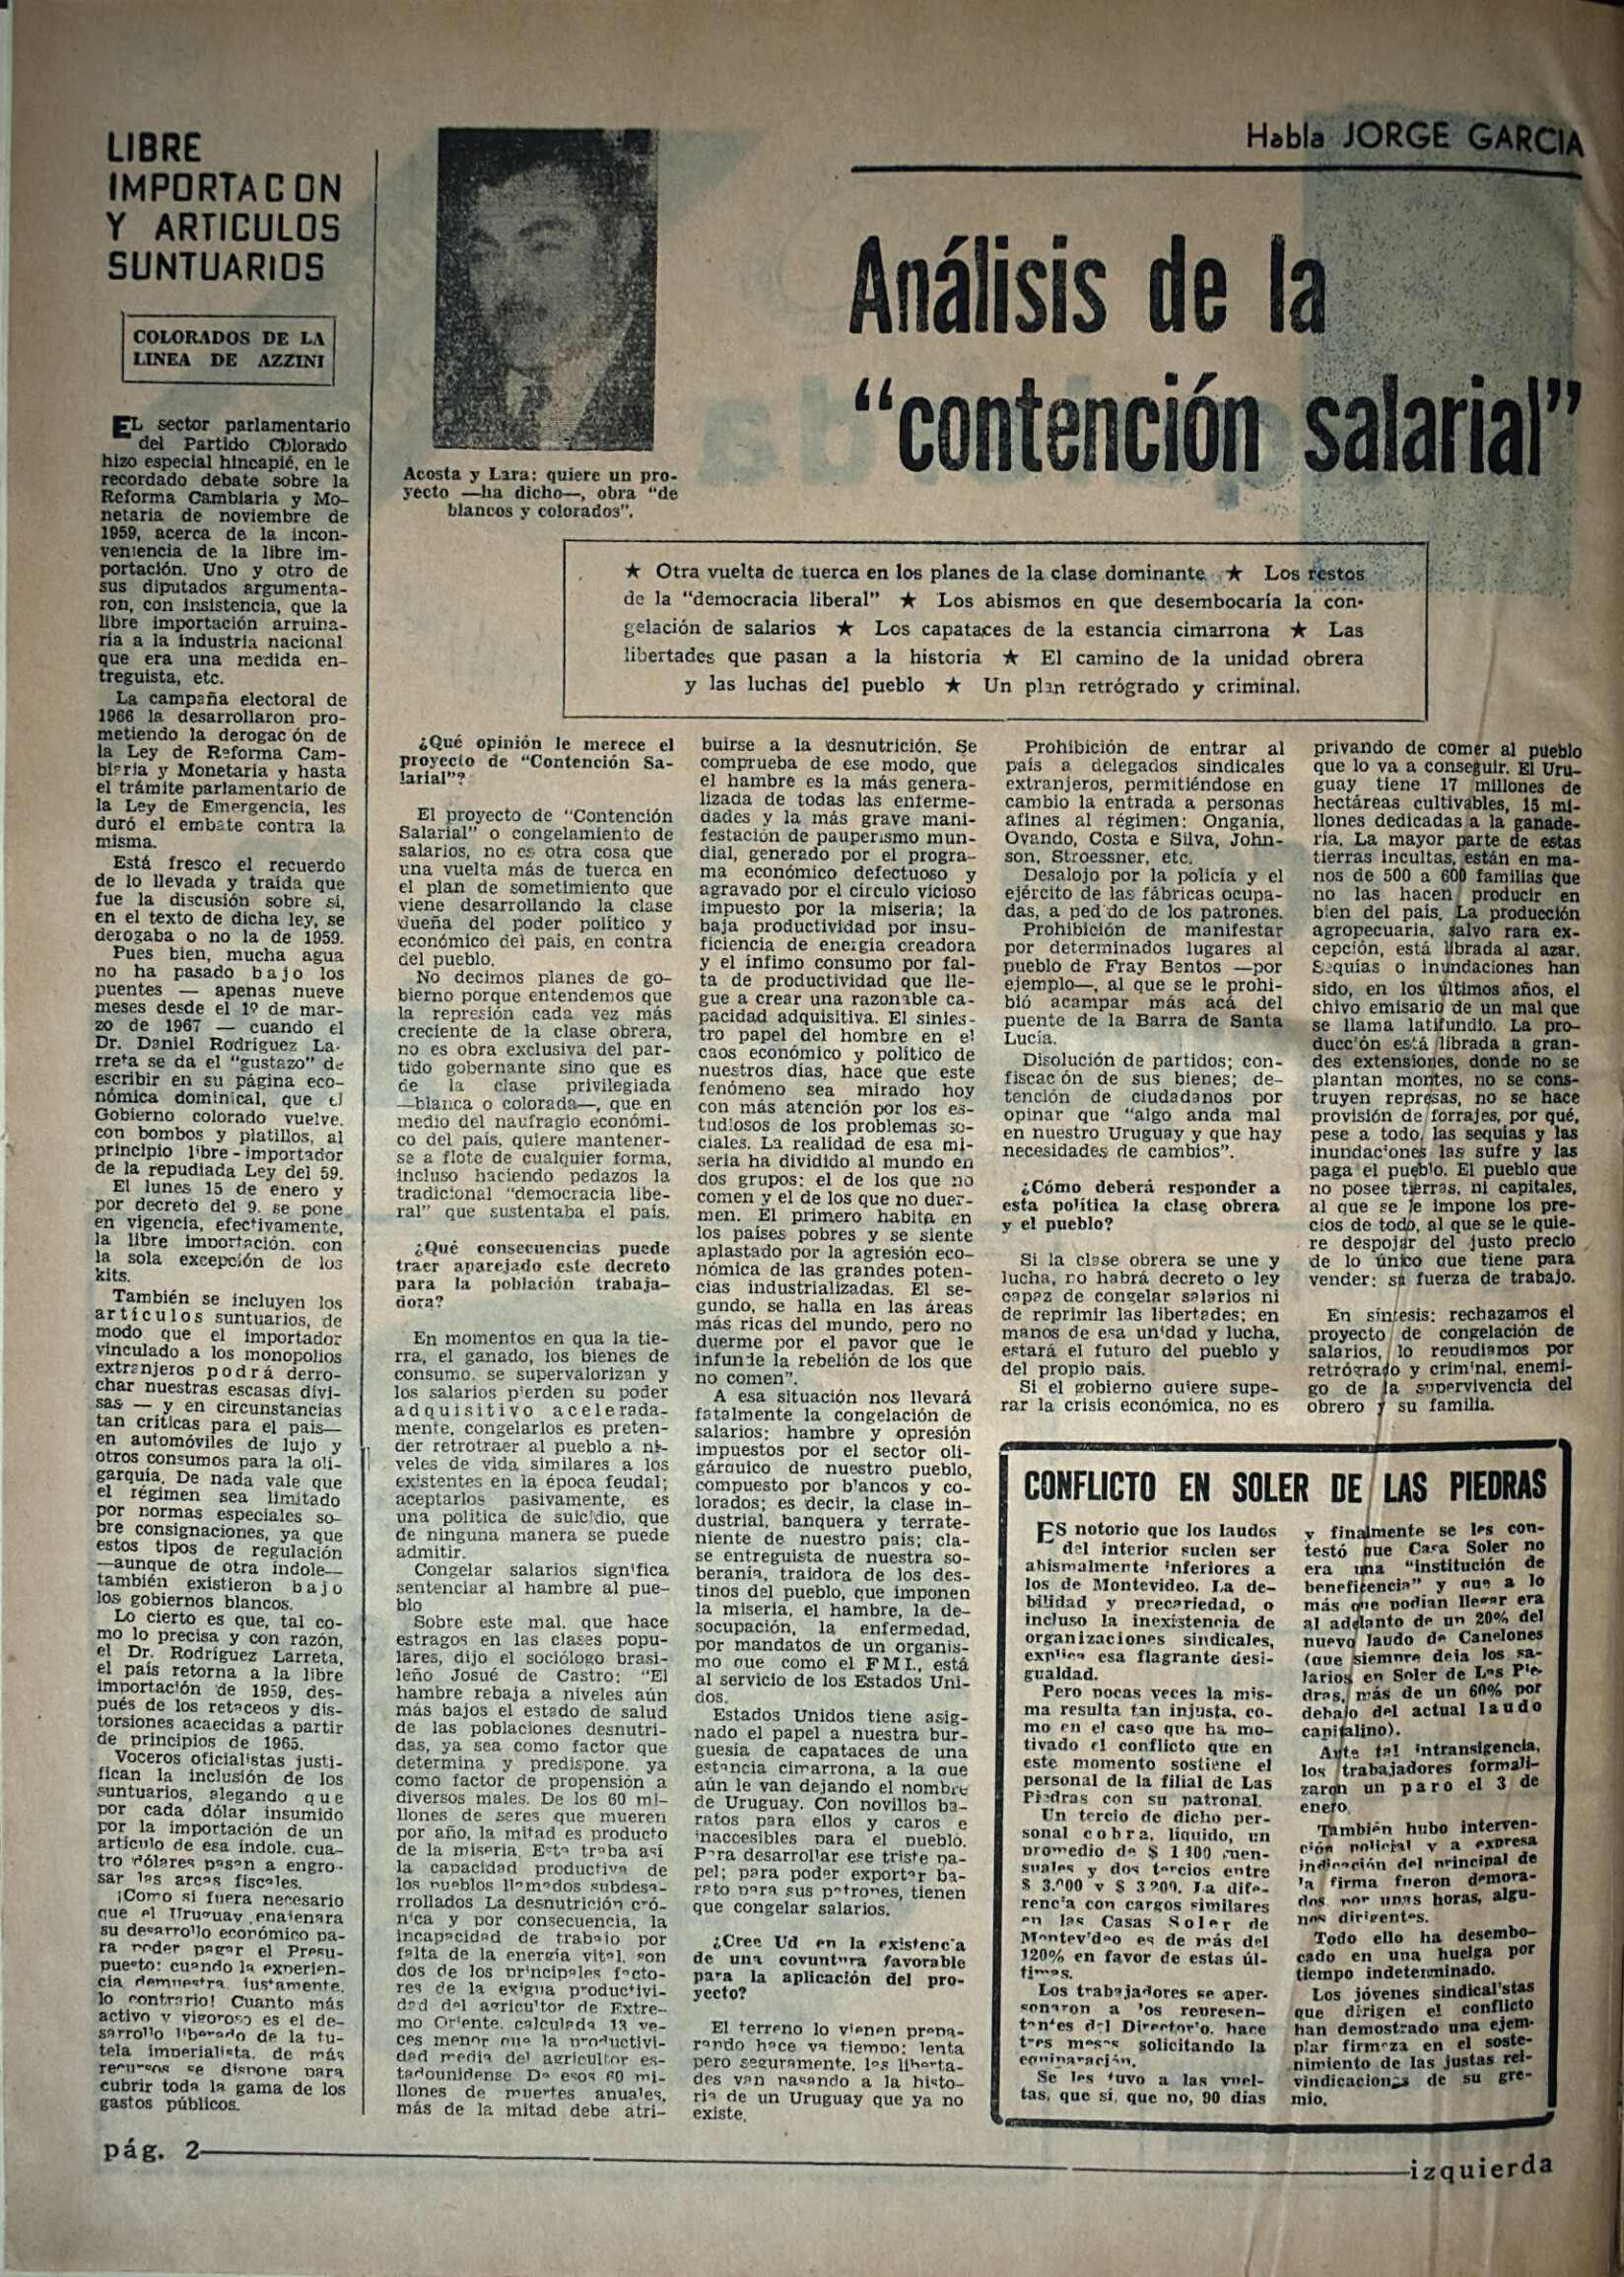 LIBRE
IMPORTAC ON
Y ARTICULOS
SUNTUARIOS
COLORADOS DE LA
LINEA DE AZZINI
EL sector parlamentario
del Partido Colorado
hizo especial hincapié, en le
recordado debate sobre la
Reforma Cambiaria y Mo-
netaria de noviembre de
1959, acerca de la incon-
veniencia de la libre im-
portación. Uno y otro de
sus diputados argumenta-
ron, con insistencia, que la
libre importación arruina-
ría a la industria nacional
que era una medida en-
treguista, etc.
La campaña electoral de
1966 la desarrollaron pro-
metiendo la derogac ón de
la Ley de Reforma Cam-
biaria y Monetaria y hasta
el trámite parlamentario de
la Ley de Emergencia, les
duró el embate contra la
misma.
Está fresco el recuerdo
de lo llevada y traída que
fue la discusión sobre si,
en el texto de dicha ley, se
derogaba o no la de 1959.
Pues bien, mucha agua
no ha pasado bajo los
puentes — apenas nueve
meses desde el 1º de mar-
zo de 1967 — cuando el
Dr. Daniel Rodríguez La-
rreta se da el "gustazo" de
escribir en su página eco-
nómica dominical, que el
Gobierno colorado vuelve,
con bombos y platillos, al
principio libre-importador
de la repudiada Ley del 59.
El lunes 15 de enero y
por decreto del 9. se pone
en vigencia, efectivamente,
la libre importación. con
la sola excepción de los
kits.
También se incluyen los
artículos suntuarios, de
modo que el importador
vinculado a los monopolios
extranjeros podrá derro-
char nuestras escasas divi-
sas — y en circunstancias
tan críticas para el país—
en automóviles de lujo y
otros consumos para la oli-
garquía. De nada vale que
el régimen sea limitado
por normas especiales so-
bre consignaciones, ya que
estos tipos de regulación
—aunque de otra índole—
también existieron bajo
los gobiernos blancos.
Lo cierto es que, tal co-
mo lo precisa y con razón,
el Dr. Rodríguez Larreta,
el país retorna a la libre
importación de 1959, des-
pués de los retaceos y dis-
torsiones acaecidas a partir
de principios de 1965.
Voceros oficialistas justi-
fican la inclusión de los
suntuarios, alegando que
por cada dólar insumido
por la importación de un
artículo de esa índole. cua-
tro dólares pasan a engro-
sar las arcas fiscales.
¡Como si fuera necesario
que el Uruguay enajenara
su desarrollo económico pa-
ra poder pagar el Presu-
puesto: cuando la experien-
cia demuestra. justamente.
lo contrario! Cuanto más
activo y vigoroso es el de-
sarrollo liberado de la tu-
tela imperialista. de más
recursos se dispone para
cubrir toda la gama de los
gastos públicos.
Acosta y Lara: quiere un pro-
yecto —ha dicho—, obra "de
blancos y colorados".
Habla JORGE GARCIA
Análisis de la
"contención salarial"
★ Otra vuelta de tuerca en los planes de la clase dominante ★ Los restos
de la "democracia liberal" ★ Los abismos en que desembocaría la con-
gelación de salarios ★ Los capataces de la estancia cimarrona ★ Las
libertades que pasan a la historia ★ El camino de la unidad obrera
y las luchas del pueblo ★ Un plan retrógrado y criminal.
¿Qué opinión le merece el
proyecto de "Contención Sa-
larial"?
El proyecto de "Contención
Salarial" o congelamiento de
salarios, no es otra cosa que
una vuelta más de tuerca en
el plan de sometimiento que
viene desarrollando la clase
dueña del poder político y
económico del país, en contra
del pueblo.
No decimos planes de go-
bierno porque entendemos que
la represión cada vez más
creciente de la clase obrera,
no es obra exclusiva del par-
tido gobernante sino que es
de la clase privilegiada
—blanca o colorada—, que en
medio del naufragio económi-
co del país, quiere mantener-
se a flote de cualquier forma,
incluso haciendo pedazos la
tradicional "democracia libe-
ral" que sustentaba el país.
¿Qué consecuencias puede
traer aparejado este decreto
para la población trabaja-
dora?
En momentos en qua la tie-
rra, el ganado, los bienes de
consumo, se supervalorizan y
los salarios pierden su poder
adquisitivo acelerada-
mente, congelarlos es preten-
der retrotraer al pueblo a ni-
veles de vida similares a los
existentes en la época feudal;
aceptarlos pasivamente, es
una política de suicidio, que
de ninguna manera se puede
admitir.
Congelar salarios significa
sentenciar al hambre al pue-
blo
Sobre este mal. que hace
estragos en las clases popu-
lares, dijo el sociólogo brasi-
leño Josué de Castro: "El
hambre rebaja a niveles aún
más bajos el estado de salud
de las poblaciones desnutri-
das, ya sea como factor que
determina y predispone. ya
como factor de propensión a
diversos males. De los 60 mi-
llones de seres que mueren
por año, la mitad es producto
de la miseria. Esta traba así
la capacidad productiva de
los pueblos llamados subdesa-
rrollados La desnutrición cró-
nica y por consecuencia, la
incapacidad de trabajo por
falta de la energía vital. son
dos de los principales facto-
res de la exigua productivi-
dad del agricultor de Extre-
mo Oriente. calculada 13 ve-
ces menor que la productivi-
dad media del agricultor es-
tadounidense. De esos 60 mi-
llones de muertes anuales,
más de la mitad debe atri-
buirse a la desnutrición. Se
comprueba de ese modo, que
el hambre es la más genera-
lizada de todas las enferme-
dades y la más grave mani-
festación de pauperismo mun-
dial, generado por el progra-
ma económico defectuoso y
agravado por el círculo vicioso
impuesto por la miseria; la
baja productividad por insu-
ficiencia de energía creadora
y el ínfimo consumo por fal-
ta de productividad que lle-
gue a crear una razonable ca-
pacidad adquisitiva. El sinies-
tro papel del hombre en el
caos económico y político de
nuestros días, hace que este
fenómeno sea mirado hoy
con más atención por los es-
tudiosos de los problemas so-
ciales. La realidad de esa mi-
seria ha dividido al mundo en
dos grupos: el de los que no
comen y el de los que no duer-
men. El primero habita en
los países pobres y se siente
aplastado por la agresión eco-
nómica de las grandes poten-
cias industrializadas. El se-
gundo, se halla en las áreas
más ricas del mundo, pero no
duerme por el pavor que le
infunde la rebelión de los que
no comen".
A esa situación nos llevará
fatalmente la congelación de
salarios: hambre y opresión
impuestos por el sector oli-
gárquico de nuestro pueblo,
compuesto por blancos y co-
lorados; es decir, la clase in-
dustrial, banquera y terrate-
niente de nuestro país; cla-
se entreguista de nuestra so-
beranía, traidora de los des-
tinos del pueblo, que imponen
la miseria, el hambre, la de-
socupación, la enfermedad,
por mandatos de un organis-
mo que como el FMI., está
al servicio de los Estados Uni-
dos.
Estados Unidos tiene asig-
nado el papel a nuestra bur-
guesía de capataces de una
estancia cimarrona, a la que
aún le van dejando el nombre
de Uruguay. Con novillos ba-
ratos para ellos y caros e
inaccesibles para el pueblo.
Para desarrollar ese triste pa-
pel; para poder exportar ba-
rato para sus patrones, tienen
que congelar salarios.
¿Cree Ud en la existencia
de una coyuntura favorable
para la aplicación del pro-
yecto?
El terreno lo vienen prepa-
rando hace ya tiempo: lenta
pero seguramente. las liberta-
des van pasando a la histo-
ria de un Uruguay que ya no
existe.
Prohibición de entrar al
país a delegados sindicales
extranjeros, permitiéndose en
cambio la entrada a personas
afines al régimen: Onganía,
Ovando, Costa e Silva, John-
son, Stroessner, etc.
Desalojo por la policía y el
ejército de las fábricas ocupa-
das, a ped do de los patrones.
Prohibición de manifestar
por determinados lugares al
pueblo de Fray Bentos —por
ejemplo—, al que se le prohi-
bió acampar más acá del
puente de la Barra de Santa
Lucía.
Disolución de partidos; con-
fiscac ón de sus bienes; de-
tención de ciudadanos por
opinar que "algo anda mal
en nuestro Uruguay y que hay
necesidades de cambios".
¿Cómo deberá responder a
esta política la clase obrera
y el pueblo?
Si la clase obrera se une y
lucha, no habrá decreto o ley
capaz de congelar salarios ni
de reprimir las libertades; en
manos de esa unidad y lucha,
estará el futuro del pueblo y
del propio país.
Si el gobierno quiere supe-
rar la crisis económica, no es
privando de comer al pueblo
que lo va a conseguir. El Uru-
guay tiene 17 millones de
hectáreas cultivables, 15 mi-
llones dedicadas a la ganade-
ría. La mayor parte de estas
tierras incultas, están en ma-
nos de 500 a 600 familias que
no las hacen producir en
bien del país. La producción
agropecuaria, salvo rara ex-
cepción, está librada al azar.
Sequías o inundaciones han
sido, en los últimos años, el
chivo emisario de un mal que
se llama latifundio. La pro-
ducción está librada a gran-
des extensiones, donde no se
plantan montes, no se cons-
truyen represas, no se hace
provisión de forrajes, por qué,
pese a todo, las sequías y las
inundaciones las sufre y las
paga el pueblo. El pueblo que
no posee tierras, ni capitales,
al que se le impone los pre-
cios de todo, al que se le quie-
re despojar del justo precio
de lo único que tiene para
vender: su fuerza de trabajo.
En síntesis: rechazamos el
proyecto de congelación de
salarios, lo repudiamos por
retrógrado y criminal, enemi-
go de la supervivencia del
obrero y su familia.
CONFLICTO EN SOLER DE LAS PIEDRAS
ES notorio que los laudos
del interior suelen ser
abismalmente inferiores a
los de Montevideo. La de-
bilidad y precariedad, o
incluso la inexistencia de
organizaciones sindicales,
explica esa flagrante desi-
gualdad.
Pero pocas veces la mis-
ma resulta tan injusta, co-
mo en el caso que ha mo-
tivado el conflicto que en
este momento sostiene el
personal de la filial de Las
Piedras con su patronal.
Un tercio de dicho per-
sonal cobra, líquido, un
promedio de $ 1 400 men-
suales y dos tercios entre
$ 3.000 y $ 3 200. La dife-
rencia con cargos similares
en las Casas Soler de
Montevideo es de más del
120% en favor de estas úl-
timas.
Los trabajadores se aper-
sonaron a los represen-
tantes del Directorio. hace
tres meses solicitando la
equiparación.
Se les tuvo a las vuel-
tas, que sí, que no, 90 días
y finalmente se les con-
testó que Casa Soler no
era una "institución de
beneficencia" y que a lo
más que podían llegar era
al adelanto de un 20% del
nuevo laudo de Canelones
(que siempre deja los sa-
larios en Soler de Las Pie-
dras, más de un 60% por
debajo del actual laudo
capitalino).
Ante tal intransigencia,
los trabajadores formali-
zaron un paro el 3 de
enero.
También hubo interven-
ción policial y a expresa
indicación del principal de
la firma fueron demora-
dos por unas horas, algu-
nos dirigentes.
Todo ello ha desembo-
cado en una huelga por
tiempo indeterminado.
Los jóvenes sindicalistas
que dirigen el conflicto
han demostrado una ejem-
plar firmeza en el soste-
nimiento de las justas rei-
vindicaciones de su gre-
mio.
pág. 2
izquierda